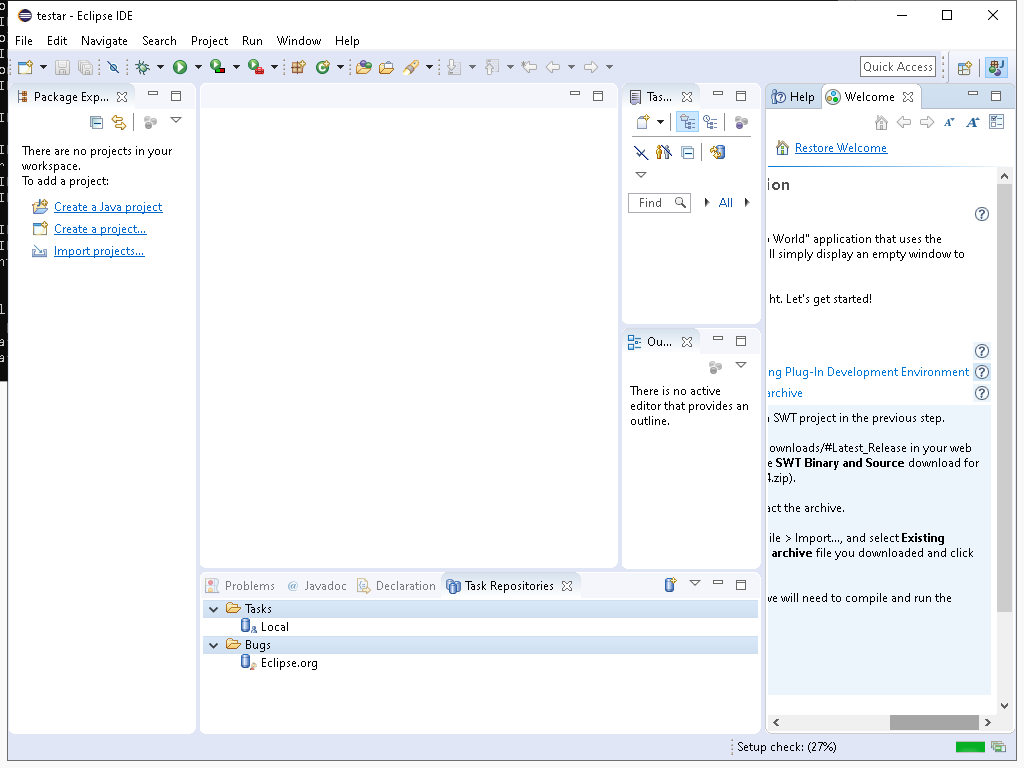 testar - Eclipse IDE
File Edit Navigate Search Project Run Window Help
Quick Access
Package Exp...
There are no projects in your
workspace.
To add a project:
Create a Java project
Create a project...
Import projects...
Tas...
Find
All
Ou...
There is no active
editor that provides an
outline.
Help
Welcome
Restore Welcome
ion
World" application that uses the
ll simply display an empty window to
ht. Let's get started!
ng Plug-In Development Environment
archive
SWT project in the previous step.
ownloads/#Latest_Release in your web
e SWT Binary and Source download for
4.zip).
act the archive.
ile > Import..., and select Existing
archive file you downloaded and click
we will need to compile and run the
Problems
@ Javadoc
Declaration
Task Repositories
Tasks
Local
Bugs
Eclipse.org
Setup check: (27%)